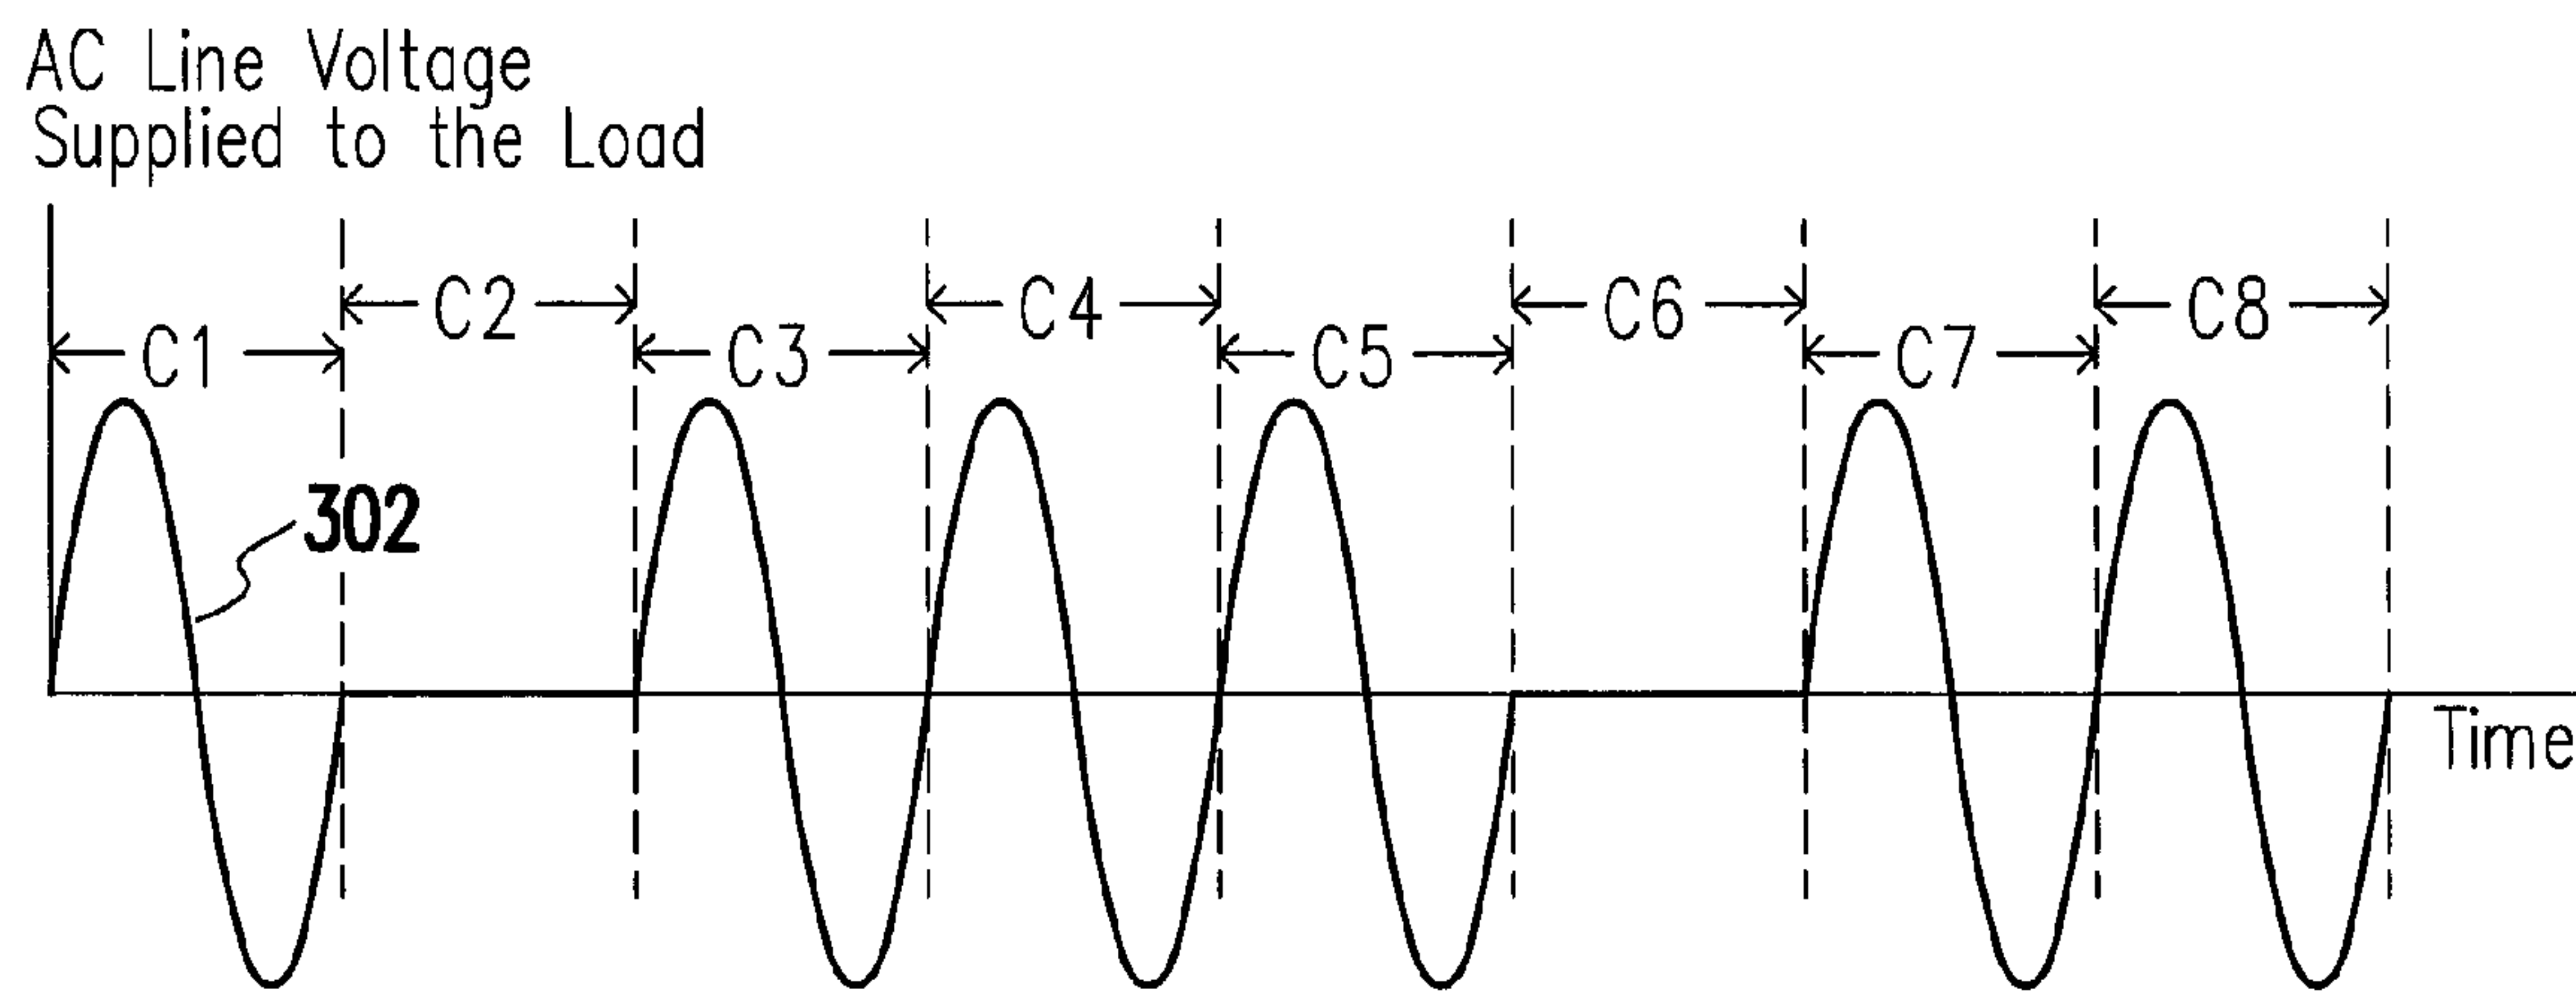 AC Line Voltage
Supplied to the Load
C1
C2
C3
C4
C5
C6
C7
C8
302
Time